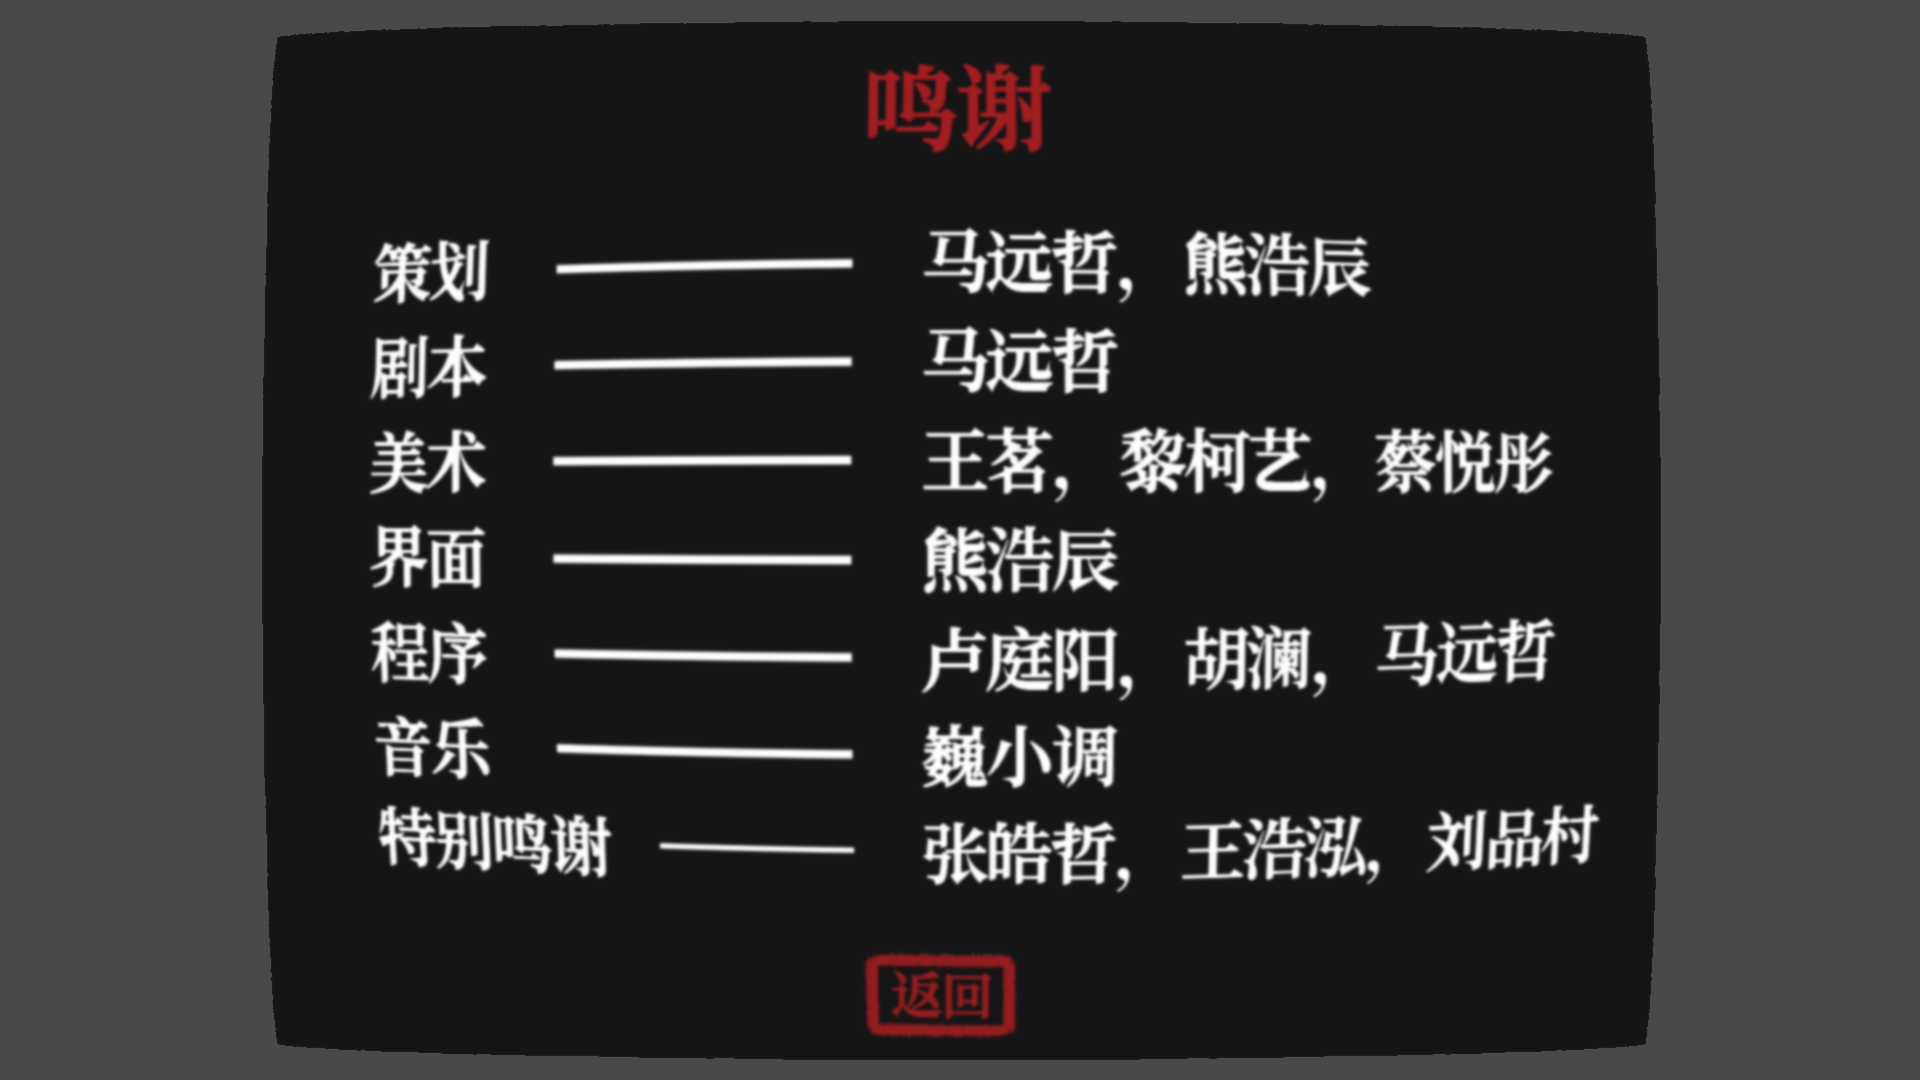 鸣谢
策划 —— 马远哲， 熊浩辰
剧本 —— 马远哲
美术 —— 王茗， 黎柯艺， 蔡悦彤
界面 —— 熊浩辰
程序 —— 卢庭阳， 胡澜， 马远哲
音乐 —— 巍小调
特别鸣谢 —— 张皓哲， 王浩泓， 刘品村
返回